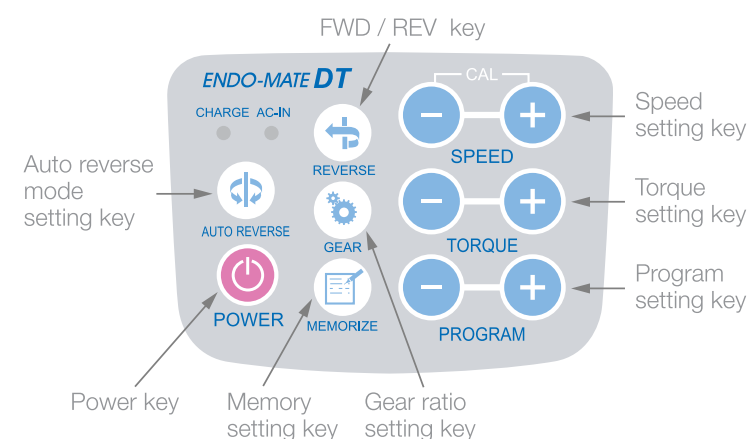 FWD / REV key
ENDO-MATE DT
CAL
CHARGE AC-IN
Speed
setting key
REVERSE
SPEED
Auto reverse
mode
setting key
Torque
setting key
AUTO REVERSE
GEAR
TORQUE
Program
setting key
POWER
MEMORIZE
PROGRAM
Power key
Memory
setting key
Gear ratio
setting key